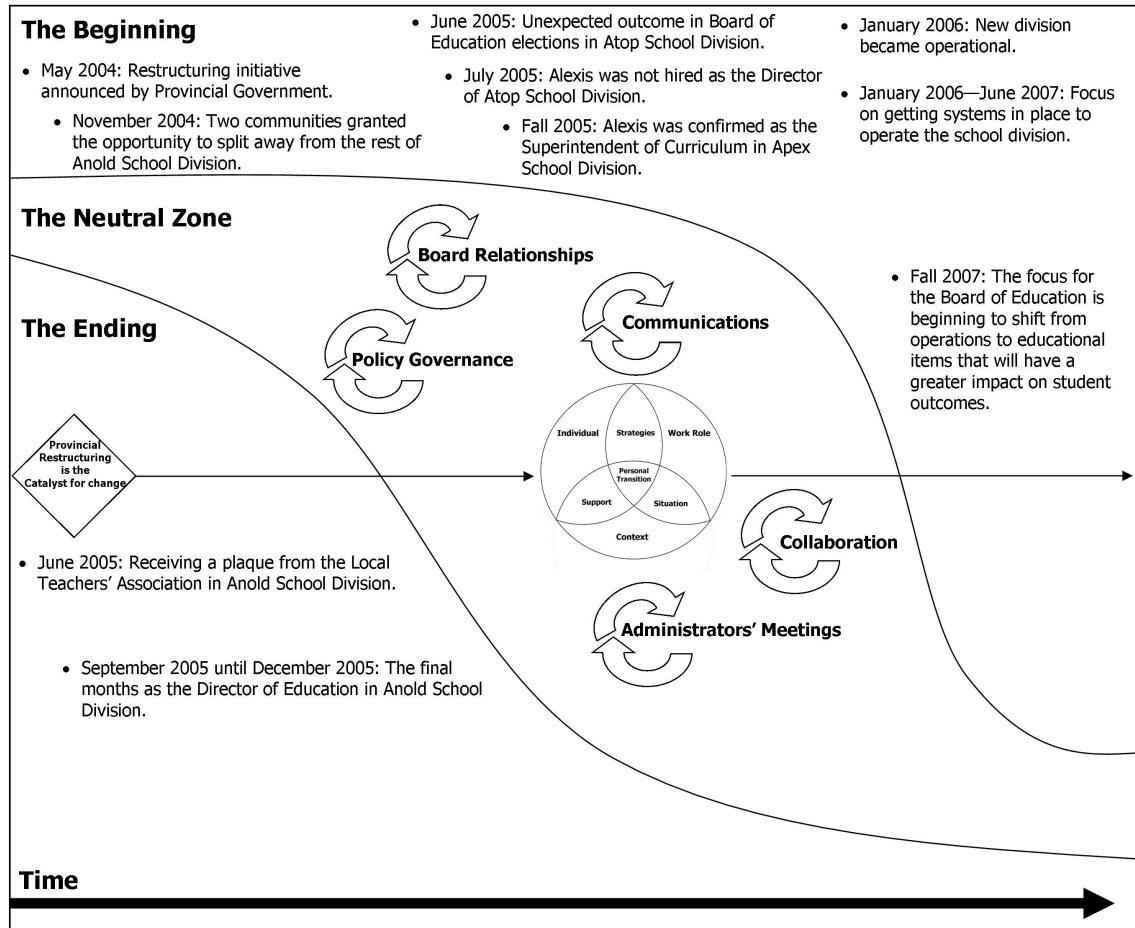 The Beginning
• May 2004: Restructuring initiative
announced by Provincial Government.
• November 2004: Two communities granted
the opportunity to split away from the rest of
Anold School Division.
• June 2005: Unexpected outcome in Board of
Education elections in Atop School Division.
• July 2005: Alexis was not hired as the Director
of Atop School Division.
• Fall 2005: Alexis was confirmed as the
Superintendent of Curriculum in Apex
School Division.
• January 2006: New division
became operational.
• January 2006—June 2007: Focus
on getting systems in place to
operate the school division.
The Neutral Zone
Board Relationships
Communications
Policy Governance
• Fall 2007: The focus for
the Board of Education is
beginning to shift from
operations to educational
items that will have a
greater impact on student
outcomes.
The Ending
Provincial
Restructuring
is the
Catalyst for change
Individual
Strategies
Work Role
Personal
Transition
Support
Situation
Context
Collaboration
Administrators' Meetings
• June 2005: Receiving a plaque from the Local
Teachers' Association in Anold School Division.
• September 2005 until December 2005: The final
months as the Director of Education in Anold School
Division.
Time